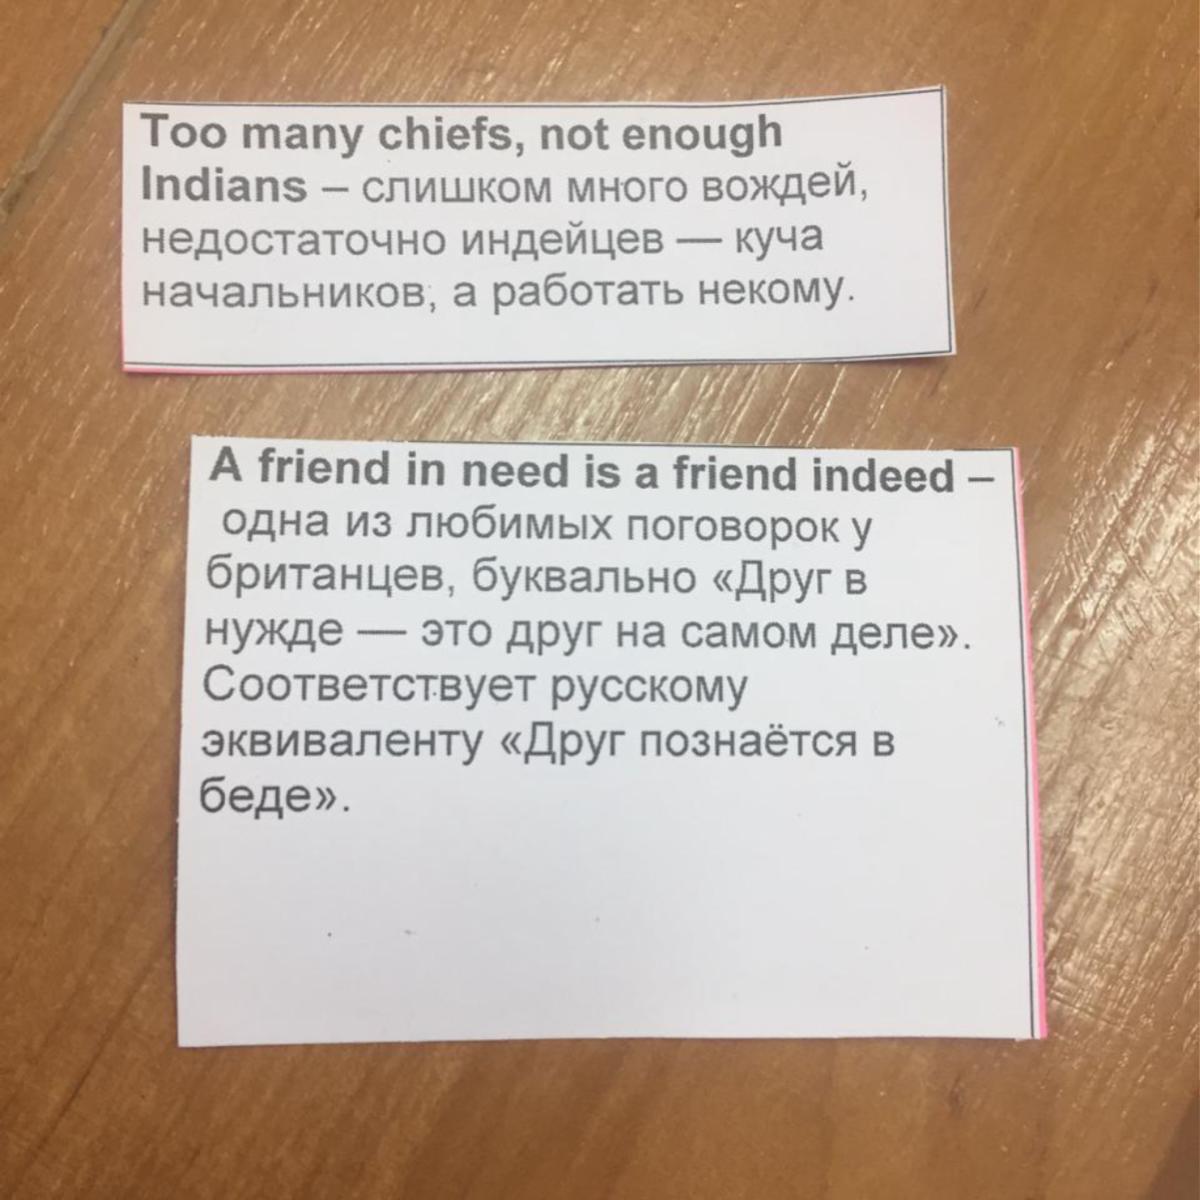 Too many chiefs, not enough
Indians – слишком много вождей,
недостаточно индейцев — куча
начальников, а работать некому.
A friend in need is a friend indeed –
одна из любимых поговорок у
британцев, буквально «Друг в
нужде — это друг на самом деле».
Соответствует русскому
эквиваленту «Друг познаётся в
беде».